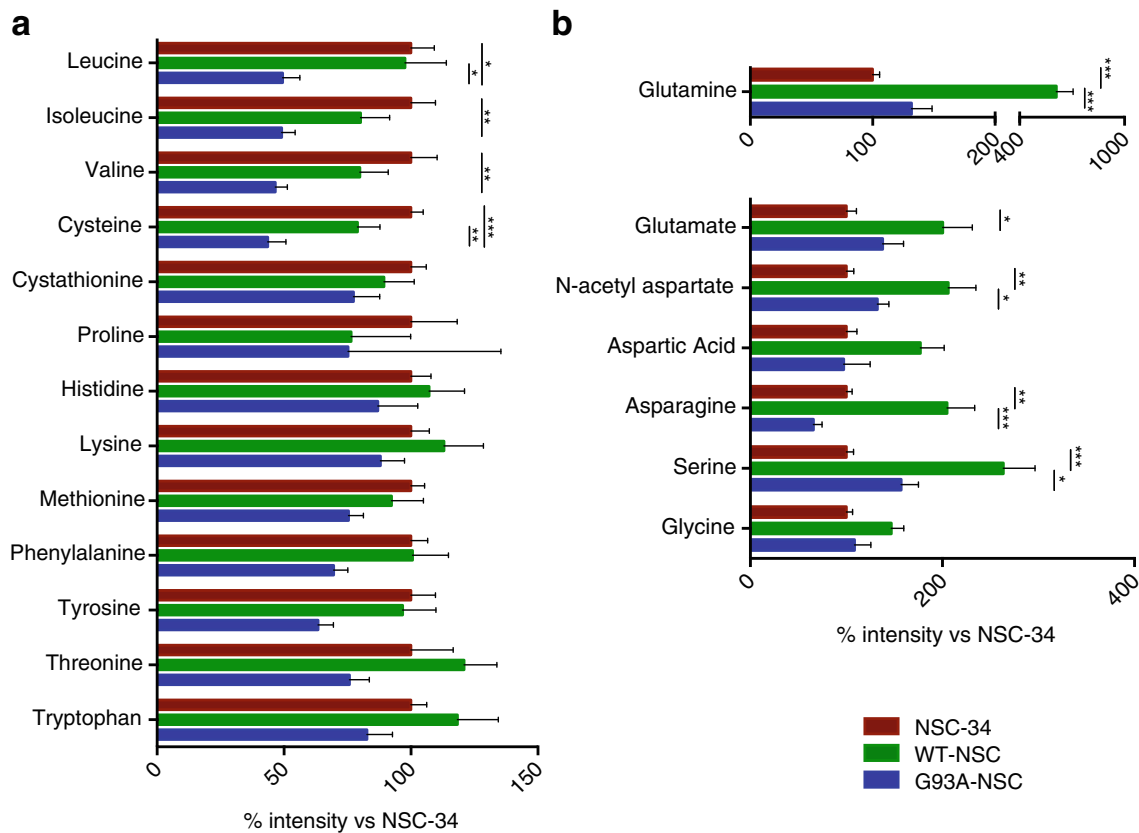 a
Leucine
*
*
Isoleucine
**
Valine
**
Cysteine
**
***
Cystathionine
Proline
Histidine
Lysine
Methionine
Phenylalanine
Tyrosine
Threonine
Tryptophan
0
50
100
150
% intensity vs NSC-34
b
Glutamine
***
***
0
100
200
400
1000
Glutamate
*
N-acetyl aspartate
**
*
Aspartic Acid
Asparagine
**
***
Serine
***
*
Glycine
0
200
400
% intensity vs NSC-34
NSC-34
WT-NSC
G93A-NSC